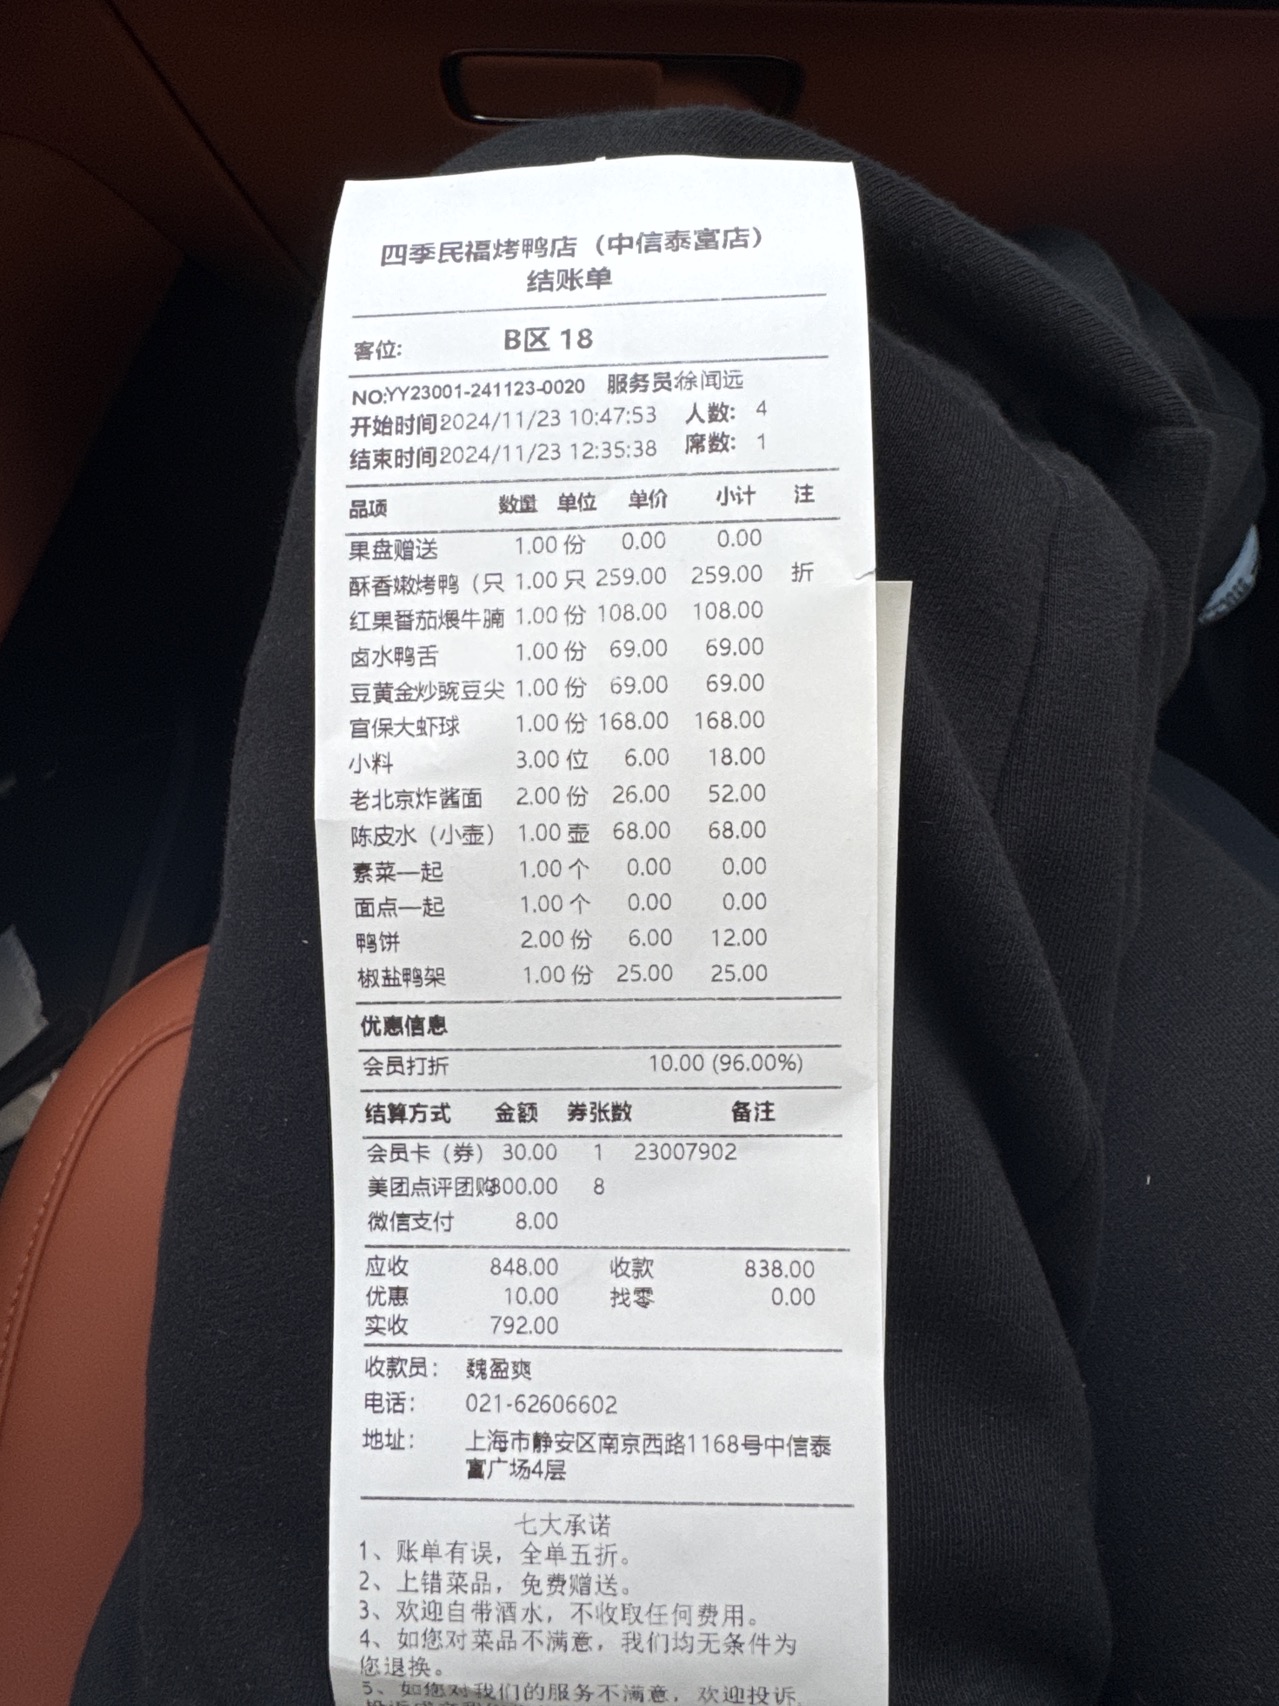 四季民福烤鸭店（中信泰富店）
结账单
客位: B区 18
NO:YY23001-241123-0020 服务员:徐闻远
开始时间2024/11/23 10:47:53 人数: 4
结束时间2024/11/23 12:35:38 席数: 1
品项 数量 单位 单价 小计 注
果盘赠送 1.00 份 0.00 0.00
酥香嫩烤鸭（只 1.00 只 259.00 259.00 折
红果番茄煨牛腩 1.00 份 108.00 108.00
卤水鸭舌 1.00 份 69.00 69.00
豆黄金炒豌豆尖 1.00 份 69.00 69.00
宫保大虾球 1.00 份 168.00 168.00
小料 3.00 位 6.00 18.00
老北京炸酱面 2.00 份 26.00 52.00
陈皮水（小壶） 1.00 壶 68.00 68.00
素菜一起 1.00 个 0.00 0.00
面点一起 1.00 个 0.00 0.00
鸭饼 2.00 份 6.00 12.00
椒盐鸭架 1.00 份 25.00 25.00
优惠信息
会员打折 10.00 (96.00%)
结算方式 金额 券张数 备注
会员卡（券） 30.00 1 23007902
美团点评团购800.00 8
微信支付 8.00
应收 848.00 收款 838.00
优惠 10.00 找零 0.00
实收 792.00
收款员: 魏盈爽
电话: 021-62606602
地址: 上海市静安区南京西路1168号中信泰
富广场4层
七大承诺
1、账单有误，全单五折。
2、上错菜品，免费赠送。
3、欢迎自带酒水，不收取任何费用。
4、如您对菜品不满意，我们均无条件为
您退换。
5、如您对我们的服务不满意，欢迎投诉,